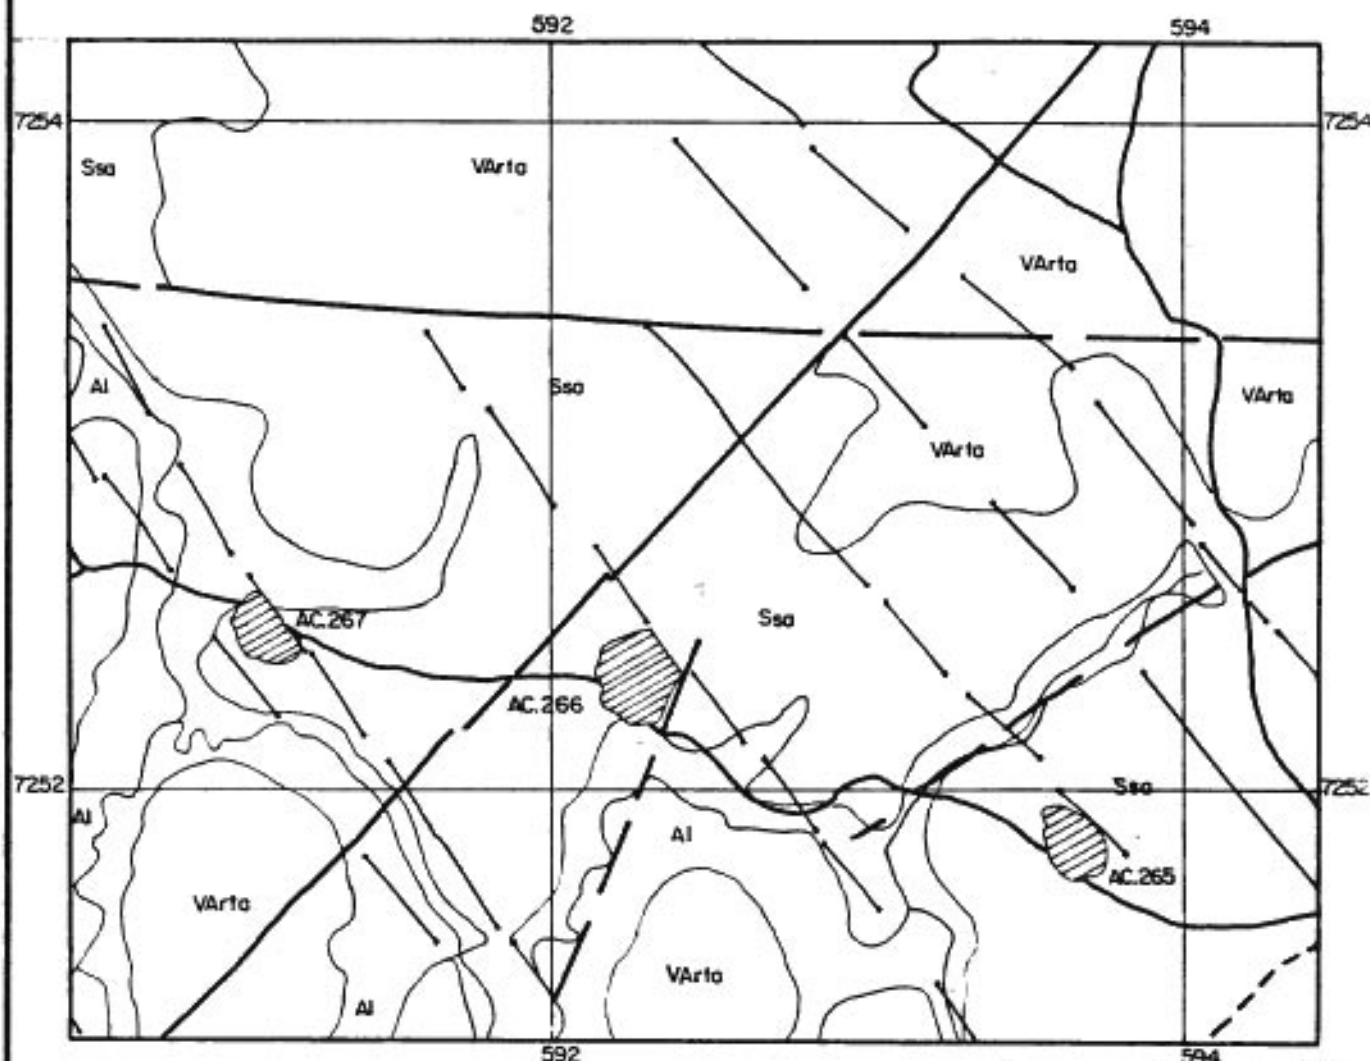 592 594
7254 7254
Ssa VArta
VArta
Al Ssa VArta
VArta
AC.267 Ssa
AC.266
7252 Ssa 7252
Al Al
AC.265
VArta
VArta
Al
592 594